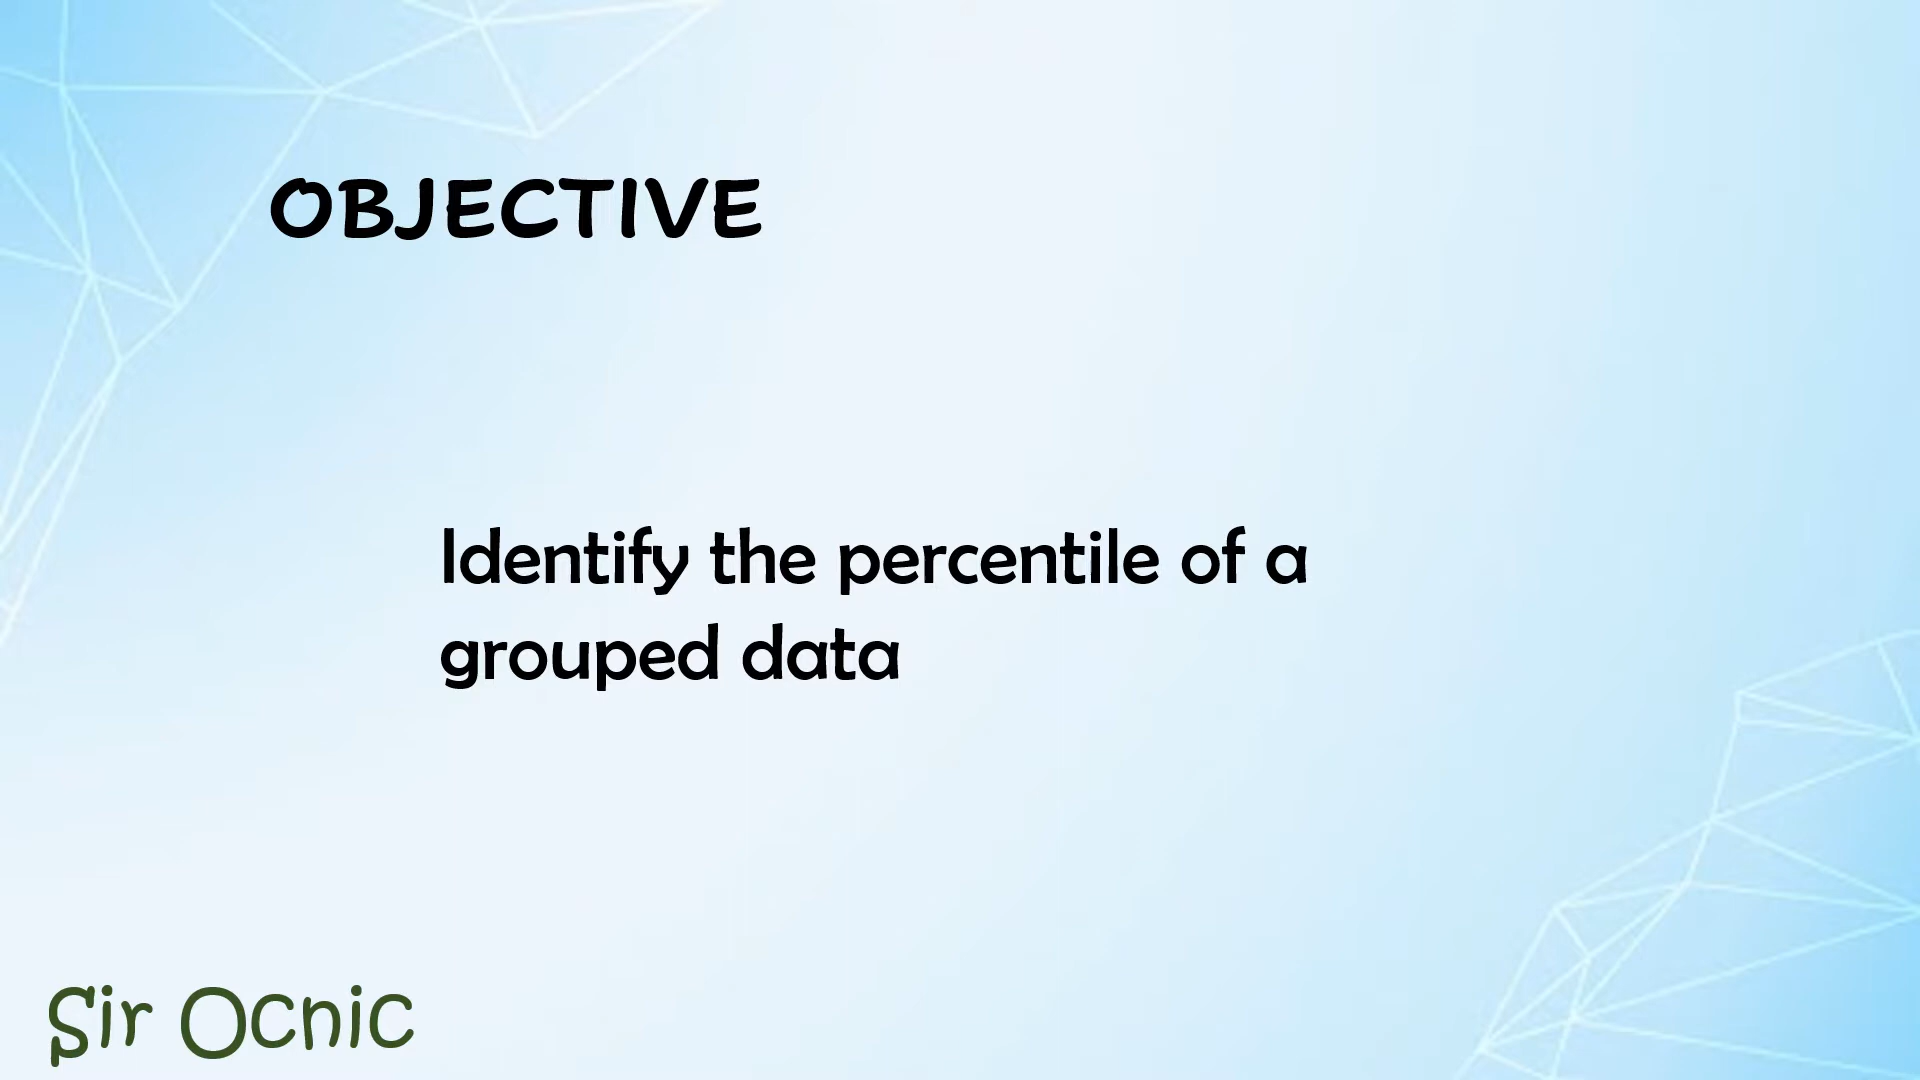 OBJECTIVE
Identify the percentile of a
grouped data
Sir Ocnic